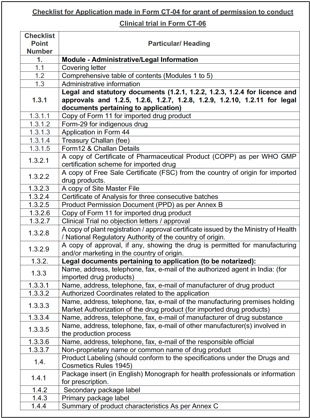 Checklist for Application made in Form CT-04 for grant of permission to conduct
Clinical trial in Form CT-06
Checklist
Point
Number
Particular/ Heading
1. Module - Administrative/Legal Information
1.1 Covering letter
1.2 Comprehensive table of contents (Modules 1 to 5)
1.3 Administrative information
1.3.1 Legal and statutory documents (1.2.1, 1.2.2, 1.2.3, 1.2.4 for licence and
approvals and 1.2.5, 1.2.6, 1.2.7, 1.2.8, 1.2.9, 1.2.10, 1.2.11 for legal
documents pertaining to application)
1.3.1.1 Copy of Form 11 for imported drug product
1.3.1.2 Form-29 for indigenous drug
1.3.1.3 Application in Form 44
1.3.1.4 Treasury Challan (fee)
1.3.1.5 Form12 & Challan Details
1.3.2.1 A copy of Certificate of Pharmaceutical Product (COPP) as per WHO GMP
certification scheme for imported drug
1.3.2.2 A copy of Free Sale Certificate (FSC) from the country of origin for imported
drug products.
1.3.2.3 A copy of Site Master File
1.3.2.4 Certificate of Analysis for three consecutive batches
1.3.2.5 Product Permission Document (PPD) as per Annex B
1.3.2.6 Copy of Form 11 for imported drug product
1.3.2.7 Clinical Trial no objection letters / approval
1.3.2.8 A copy of plant registration / approval certificate issued by the Ministry of Health
/ National Regulatory Authority of the country of origin.
1.3.2.9 A copy of approval, if any, showing the drug is permitted for manufacturing
and/or marketing in the country of origin.
1.3.2. Legal documents pertaining to application (to be notarized):
1.3.3 Name, address, telephone, fax, e-mail of the authorized agent in India: (for
imported drug products)
1.3.3.1 Name, address, telephone, fax, e-mail of manufacturer of drug product
1.3.3.2 Authorized Coordinates related to the application
1.3.3.3 Name, address, telephone, fax, e-mail of the manufacturing premises holding
Market Authorization of the drug product (for imported drug products)
1.3.3.4 Name, address, telephone, fax, e-mail of manufacturer of drug substance
1.3.3.5 Name, address, telephone, fax, e-mail of other manufacturer(s) involved in
the production process
1.3.3.6 Name, address, telephone, fax, e-mail of the responsible official
1.3.3.7 Non-proprietary name or common name of drug product
1.4. Product Labeling (should conform to the specifications under the Drugs and
Cosmetics Rules 1945)
1.4.1 Package insert (in English) Monograph for health professionals or information
for prescription.
1.4.2 Secondary package label
1.4.3 Primary package label
1.4.4 Summary of product characteristics As per Annex C